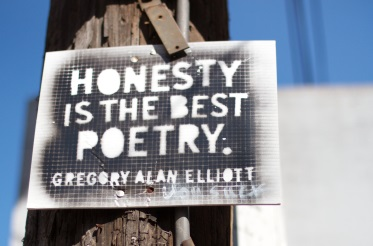 HONESTY
IS THE BEST
POETRY.
GREGORY ALAN ELLIOTT